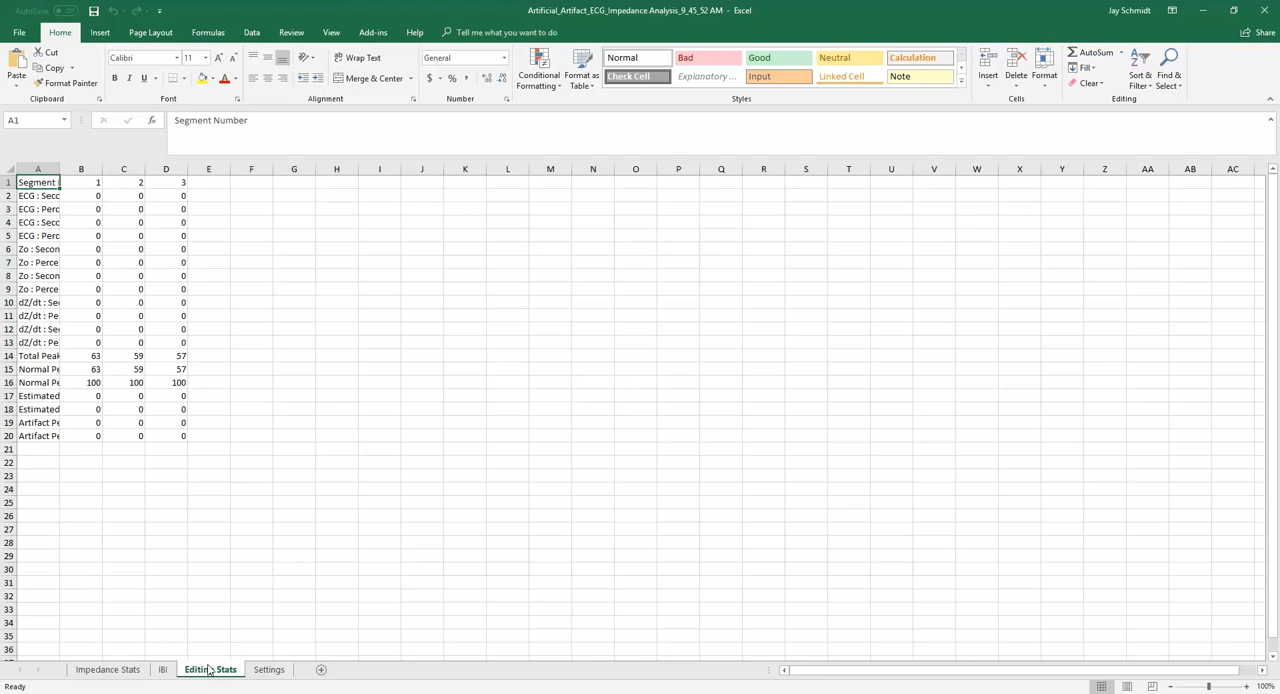 AutoSave Off
Artificial_Artifact_ECG_Impedance Analysis_9_45_52 AM - Excel
Jay Schmidt
File Home Insert Page Layout Formulas Data Review View Add-ins Help Tell me what you want to do Share
Paste Cut Copy Format Painter Clipboard
Calibri 11 B I U A A A Font
Wrap Text Merge & Center Alignment
General $ % , Number
Conditional Formatting Format as Table
Normal Bad Good Neutral Calculation
Check Cell Explanatory ... Input Linked Cell Note
Styles
Insert Delete Format Cells
AutoSum Fill Clear Sort & Filter Find & Select Editing
A1 fx Segment Number
A B C D E F G H I J K L M N O P Q R S T U V W X Y Z AA AB AC
1 Segment 1 2 3
2 ECG : Seco 0 0 0
3 ECG : Perc 0 0 0
4 ECG : Seco 0 0 0
5 ECG : Perc 0 0 0
6 Zo : Secon 0 0 0
7 Zo : Perce 0 0 0
8 Zo : Secon 0 0 0
9 Zo : Perce 0 0 0
10 dZ/dt : Sec 0 0 0
11 dZ/dt : Pe 0 0 0
12 dZ/dt : Sec 0 0 0
13 dZ/dt : Pe 0 0 0
14 Total Peak 63 59 57
15 Normal Pe 63 59 57
16 Normal Pe 100 100 100
17 Estimated 0 0 0
18 Estimated 0 0 0
19 Artifact Pe 0 0 0
20 Artifact Pe 0 0 0
21
22
23
24
25
26
27
28
29
30
31
32
33
34
35
36
Impedance Stats IBI Editing Stats Settings
Ready 100%